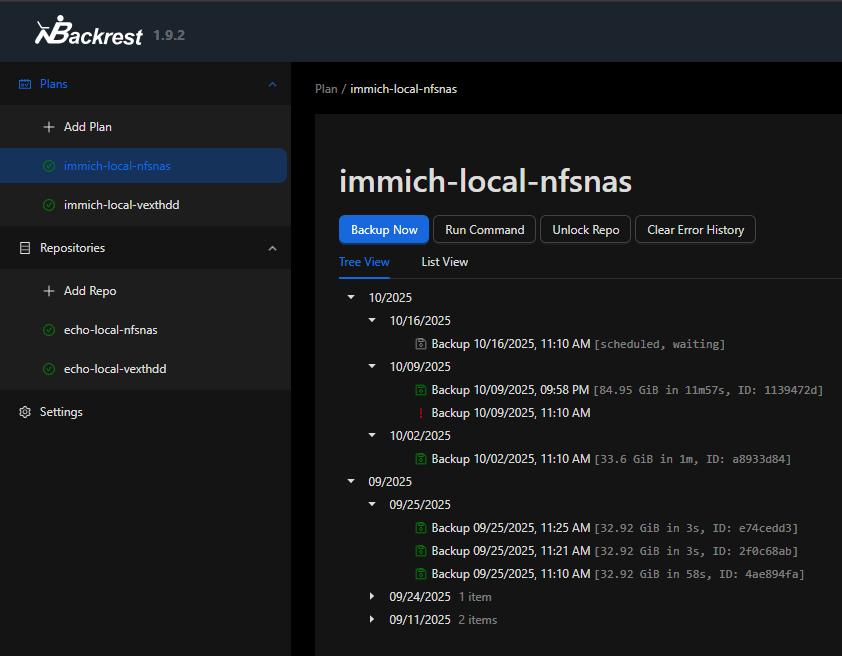 Backrest 1.9.2
Plans
Add Plan
immich-local-nfsnas
immich-local-vexthdd
Repositories
Add Repo
echo-local-nfsnas
echo-local-vexthdd
Settings
Plan / immich-local-nfsnas
immich-local-nfsnas
Backup Now Run Command Unlock Repo Clear Error History
Tree View List View
10/2025
10/16/2025
Backup 10/16/2025, 11:10 AM [scheduled, waiting]
10/09/2025
Backup 10/09/2025, 09:58 PM [84.95 GiB in 11m57s, ID: 1139472d]
! Backup 10/09/2025, 11:10 AM
10/02/2025
Backup 10/02/2025, 11:10 AM [33.6 GiB in 1m, ID: a8933d84]
09/2025
09/25/2025
Backup 09/25/2025, 11:25 AM [32.92 GiB in 3s, ID: e74cedd3]
Backup 09/25/2025, 11:21 AM [32.92 GiB in 3s, ID: 2f0c68ab]
Backup 09/25/2025, 11:10 AM [32.92 GiB in 58s, ID: 4ae894fa]
09/24/2025 1 item
09/11/2025 2 items